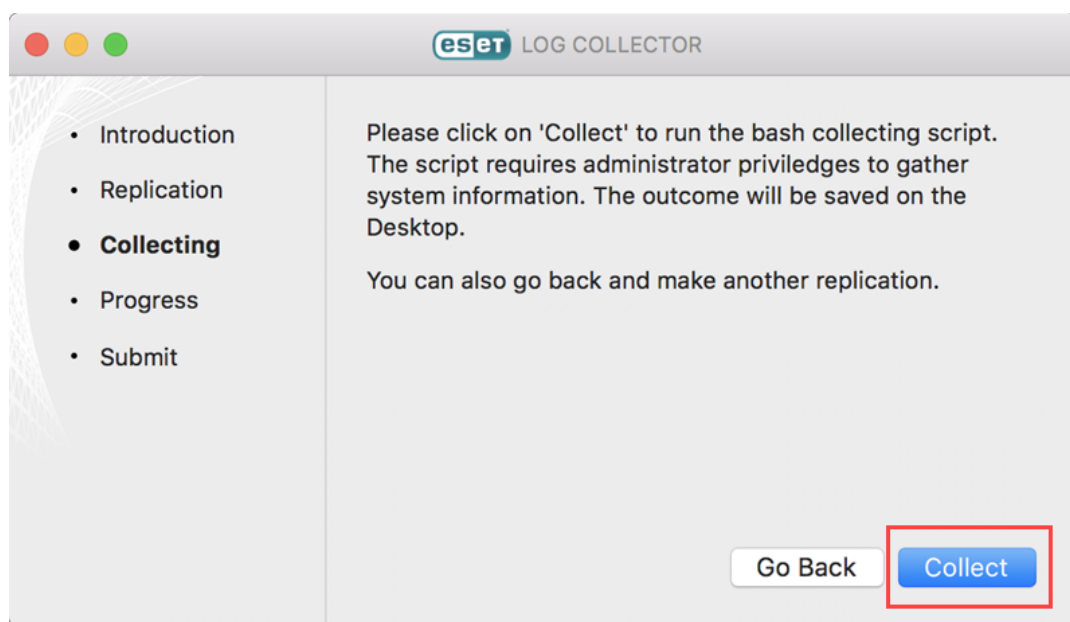 eset LOG COLLECTOR
• Introduction
• Replication
• Collecting
• Progress
• Submit
Please click on 'Collect' to run the bash collecting script.
The script requires administrator priviledges to gather
system information. The outcome will be saved on the
Desktop.
You can also go back and make another replication.
Go Back
Collect